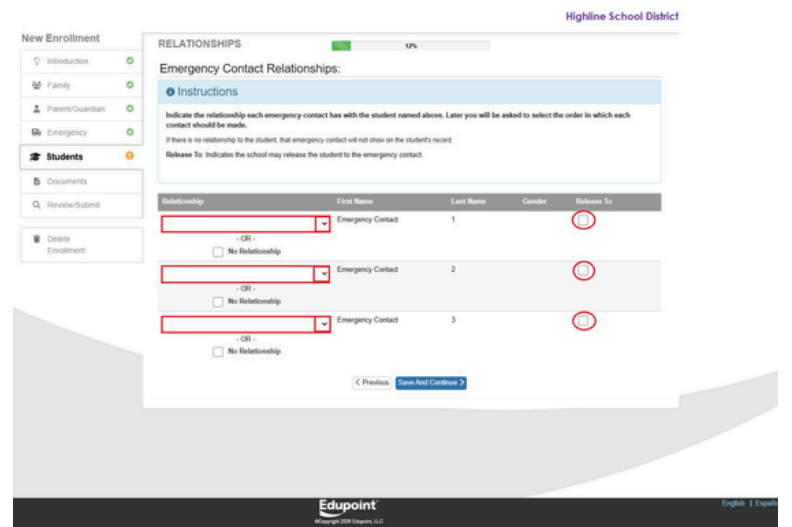 Highline School District
New Enrollment
Introduction
Family
Parent/Guardian
Emergency
Students
Documents
Review/Submit
Delete
Enrollment
RELATIONSHIPS
12%
Emergency Contact Relationships:
Instructions
Indicate the relationship each emergency contact has with the student named above. Later you will be asked to select the order in which each
contact should be made.
If there is no relationship to the student, that emergency contact will not show on the student's record.
Release To: Indicates the school may release the student to the emergency contact.
Relationship First Name Last Name Gender Release To
Emergency Contact 1
- OR -
No Relationship
Emergency Contact 2
- OR -
No Relationship
Emergency Contact 3
- OR -
No Relationship
< Previous Save And Continue >
Edupoint
©Copyright 2026 Edupoint, LLC
English | Españo